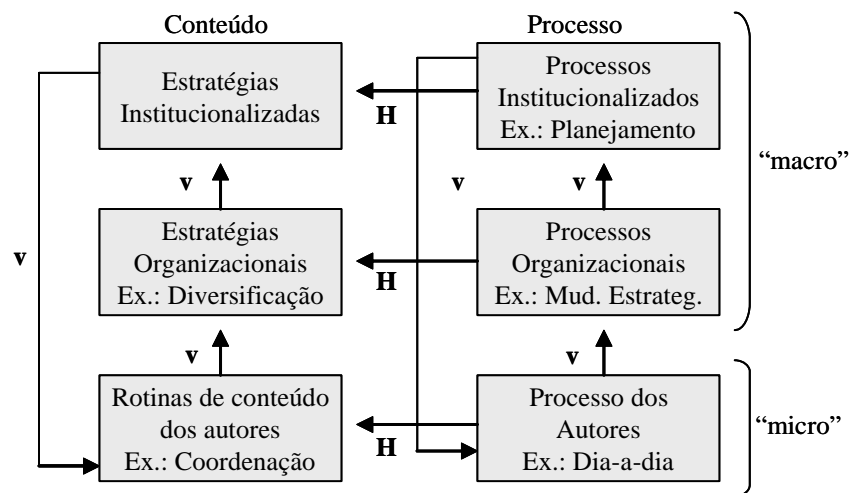 Conteúdo
Processo
Estratégias
Institucionalizadas
H
Processos
Institucionalizados
Ex.: Planejamento
“macro”
v
v
v
v
Estratégias
Organizacionais
Ex.: Diversificação
H
Processos
Organizacionais
Ex.: Mud. Estrateg.
v
v
Rotinas de conteúdo
dos autores
Ex.: Coordenação
H
Processo dos
Autores
Ex.: Dia-a-dia
“micro”